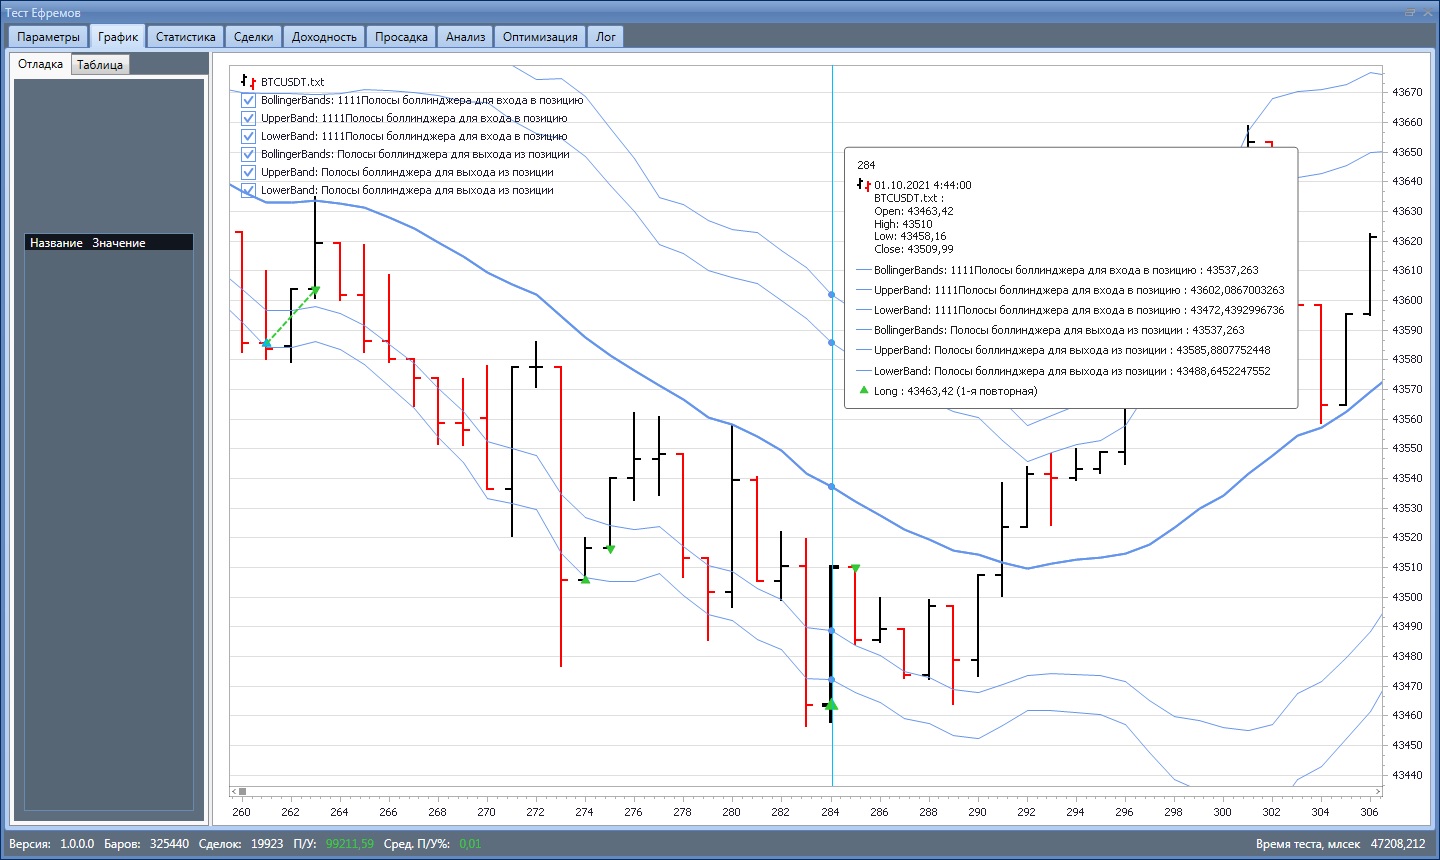 Тест Ефремов
Параметры График Статистика Сделки Доходность Просадка Анализ Оптимизация Лог
Отладка Таблица
Название Значение
BTCUSDT.txt
BollingerBands: 1111Полосы боллинджера для входа в позицию
UpperBand: 1111Полосы боллинджера для входа в позицию
LowerBand: 1111Полосы боллинджера для входа в позицию
BollingerBands: Полосы боллинджера для выхода из позиции
UpperBand: Полосы боллинджера для выхода из позиции
LowerBand: Полосы боллинджера для выхода из позиции
284
01.10.2021 4:44:00
BTCUSDT.txt :
Open: 43463,42
High: 43510
Low: 43458,16
Close: 43509,99
BollingerBands: 1111Полосы боллинджера для входа в позицию : 43537,263
UpperBand: 1111Полосы боллинджера для входа в позицию : 43602,0867003263
LowerBand: 1111Полосы боллинджера для входа в позицию : 43472,4392996736
BollingerBands: Полосы боллинджера для выхода из позиции : 43537,263
UpperBand: Полосы боллинджера для выхода из позиции : 43585,8807752448
LowerBand: Полосы боллинджера для выхода из позиции : 43488,6452247552
Long : 43463,42 (1-я повторная)
43670
43660
43650
43640
43630
43620
43610
43600
43590
43580
43570
43560
43550
43540
43530
43520
43510
43500
43490
43480
43470
43460
43450
43440
260 262 264 266 268 270 272 274 276 278 280 282 284 286 288 290 292 294 296 298 300 302 304 306
Версия: 1.0.0.0 Баров: 325440 Сделок: 19923 П/У: 99211,59 Сред. П/У%: 0,01 Время теста, млсек 47208,212